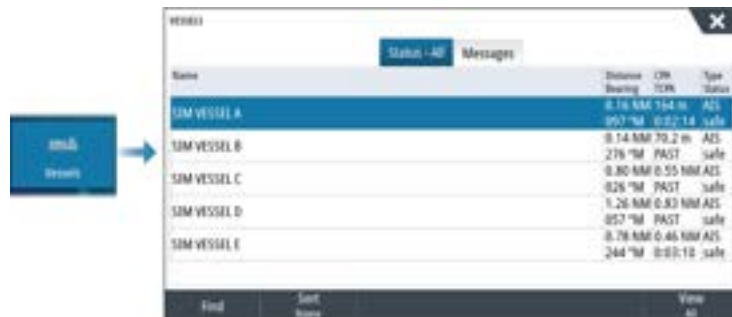 VESSELS
Status - All Messages
Name Distance CPA Type
Bearing TCPA Status
SIM VESSEL A 0.16 NM 164 m AIS
097 °M 0:02:14 safe
SIM VESSEL B 0.14 NM 70.2 m AIS
276 °M PAST safe
SIM VESSEL C 0.80 NM 0.55 NM AIS
026 °M PAST safe
SIM VESSEL D 1.26 NM 0.83 NM AIS
057 °M PAST safe
SIM VESSEL E 0.78 NM 0.46 NM AIS
244 °M 0:03:10 safe
Vessels
Find Sort View
Name All